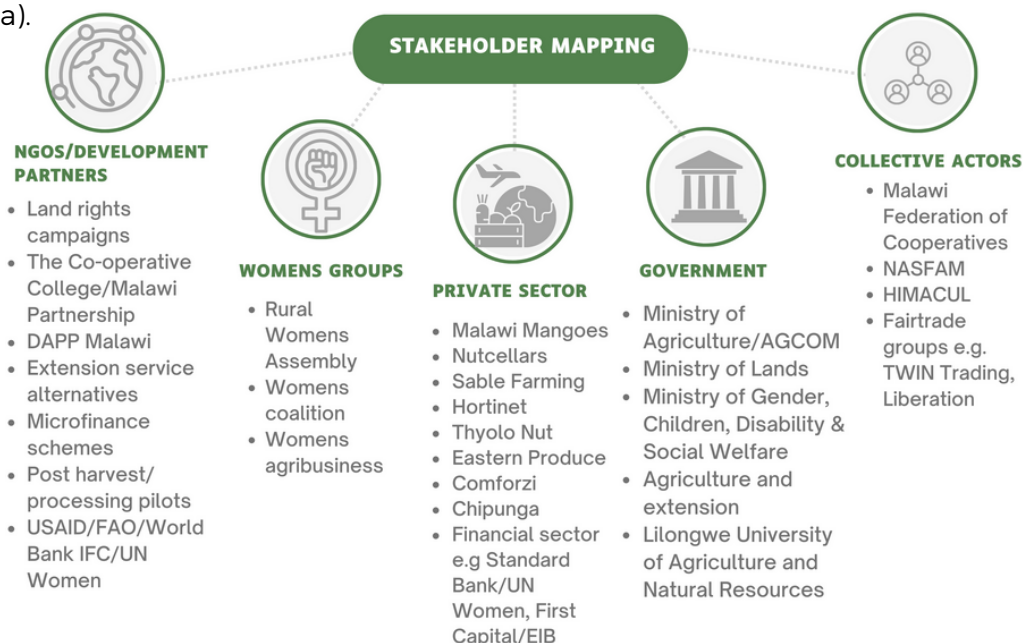 a).
STAKEHOLDER MAPPING
NGOS/DEVELOPMENT
PARTNERS
• Land rights
campaigns
• The Co-operative
College/Malawi
Partnership
• DAPP Malawi
• Extension service
alternatives
• Microfinance
schemes
• Post harvest/
processing pilots
• USAID/FAO/World
Bank IFC/UN
Women
WOMENS GROUPS
• Rural
Womens
Assembly
• Womens
coalition
• Womens
agribusiness
PRIVATE SECTOR
• Malawi Mangoes
• Nutcellars
• Sable Farming
• Hortinet
• Thyolo Nut
• Eastern Produce
• Comforzi
• Chipunga
• Financial sector
e.g Standard
Bank/UN
Women, First
Capital/EIB
GOVERNMENT
• Ministry of
Agriculture/AGCOM
• Ministry of Lands
• Ministry of Gender,
Children, Disability &
Social Welfare
• Agriculture and
extension
• Lilongwe University
of Agriculture and
Natural Resources
COLLECTIVE ACTORS
• Malawi
Federation of
Cooperatives
• NASFAM
• HIMACUL
• Fairtrade
groups e.g.
TWIN Trading,
Liberation